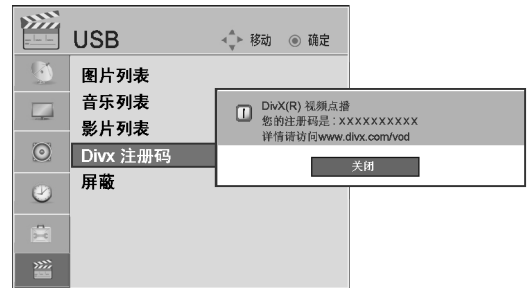 USB
移动 确定
图片列表
音乐列表
影片列表
Divx 注册码
屏蔽
DivX(R) 视频点播
您的注册码是 : XXXXXXXXXX
详情请访问www.divx.com/vod
关闭